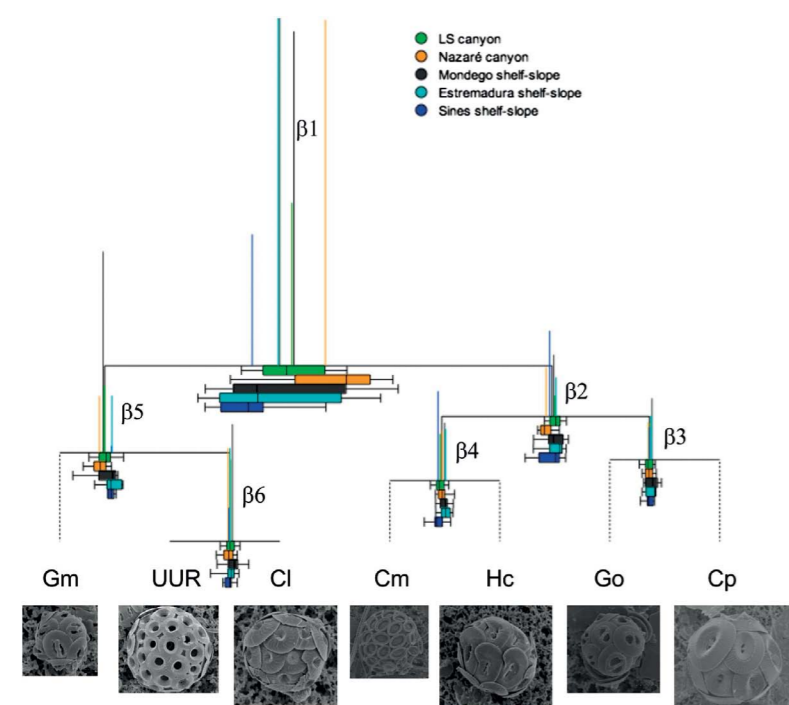 LS canyon
Nazaré canyon
Mondego shelf-slope
Estremadura shelf-slope
Sines shelf-slope
β1
β2
β5
β3
β4
β6
Gm UUR Cl Cm Hc Go Cp